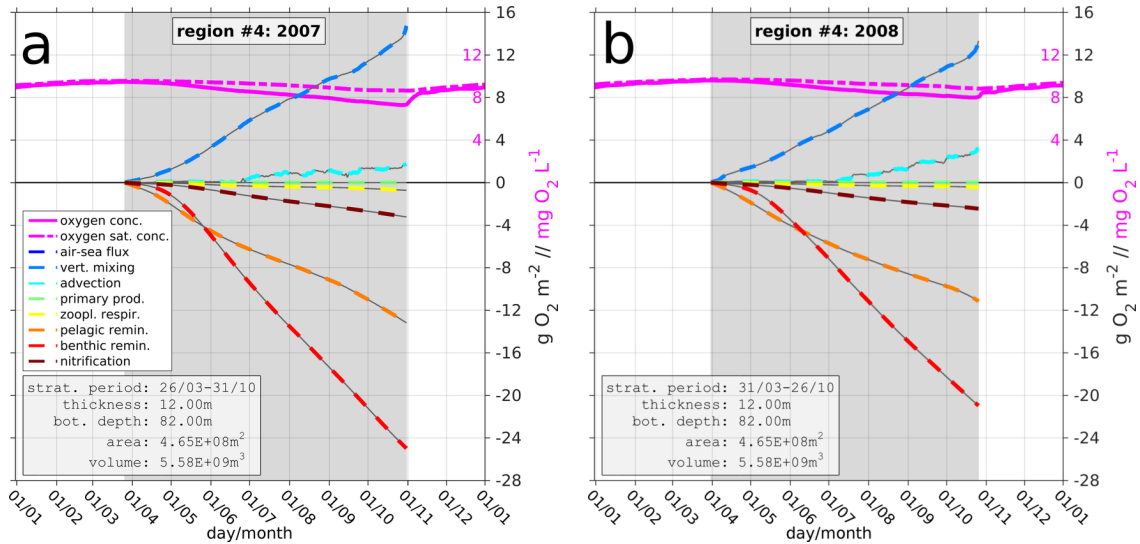 a
region #4: 2007
16
12
8
4
0
-4
-8
-12
-16
-20
-24
-28
12
8
4
g O2 m-2 // mg O2 L-1
oxygen conc.
oxygen sat. conc.
air-sea flux
vert. mixing
advection
primary prod.
zoopl. respir.
pelagic remin.
benthic remin.
nitrification
strat. period: 26/03-31/10
thickness: 12.00m
bot. depth: 82.00m
area: 4.65E+08m2
volume: 5.58E+09m3
01/01
01/02
01/03
01/04
01/05
01/06
01/07
01/08
01/09
01/10
01/11
01/12
01/01
day/month
b
region #4: 2008
16
12
8
4
0
-4
-8
-12
-16
-20
-24
-28
12
8
4
g O2 m-2 // mg O2 L-1
strat. period: 31/03-26/10
thickness: 12.00m
bot. depth: 82.00m
area: 4.65E+08m2
volume: 5.58E+09m3
01/01
01/02
01/03
01/04
01/05
01/06
01/07
01/08
01/09
01/10
01/11
01/12
01/01
day/month